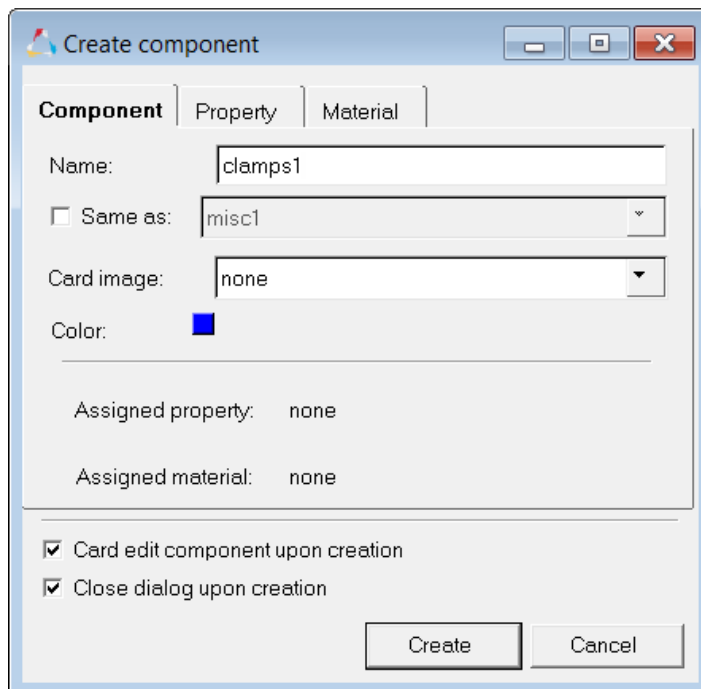 Create component
Component Property Material
Name: clamps1
Same as: misc1
Card image: none
Color:
Assigned property: none
Assigned material: none
Card edit component upon creation
Close dialog upon creation
Create Cancel